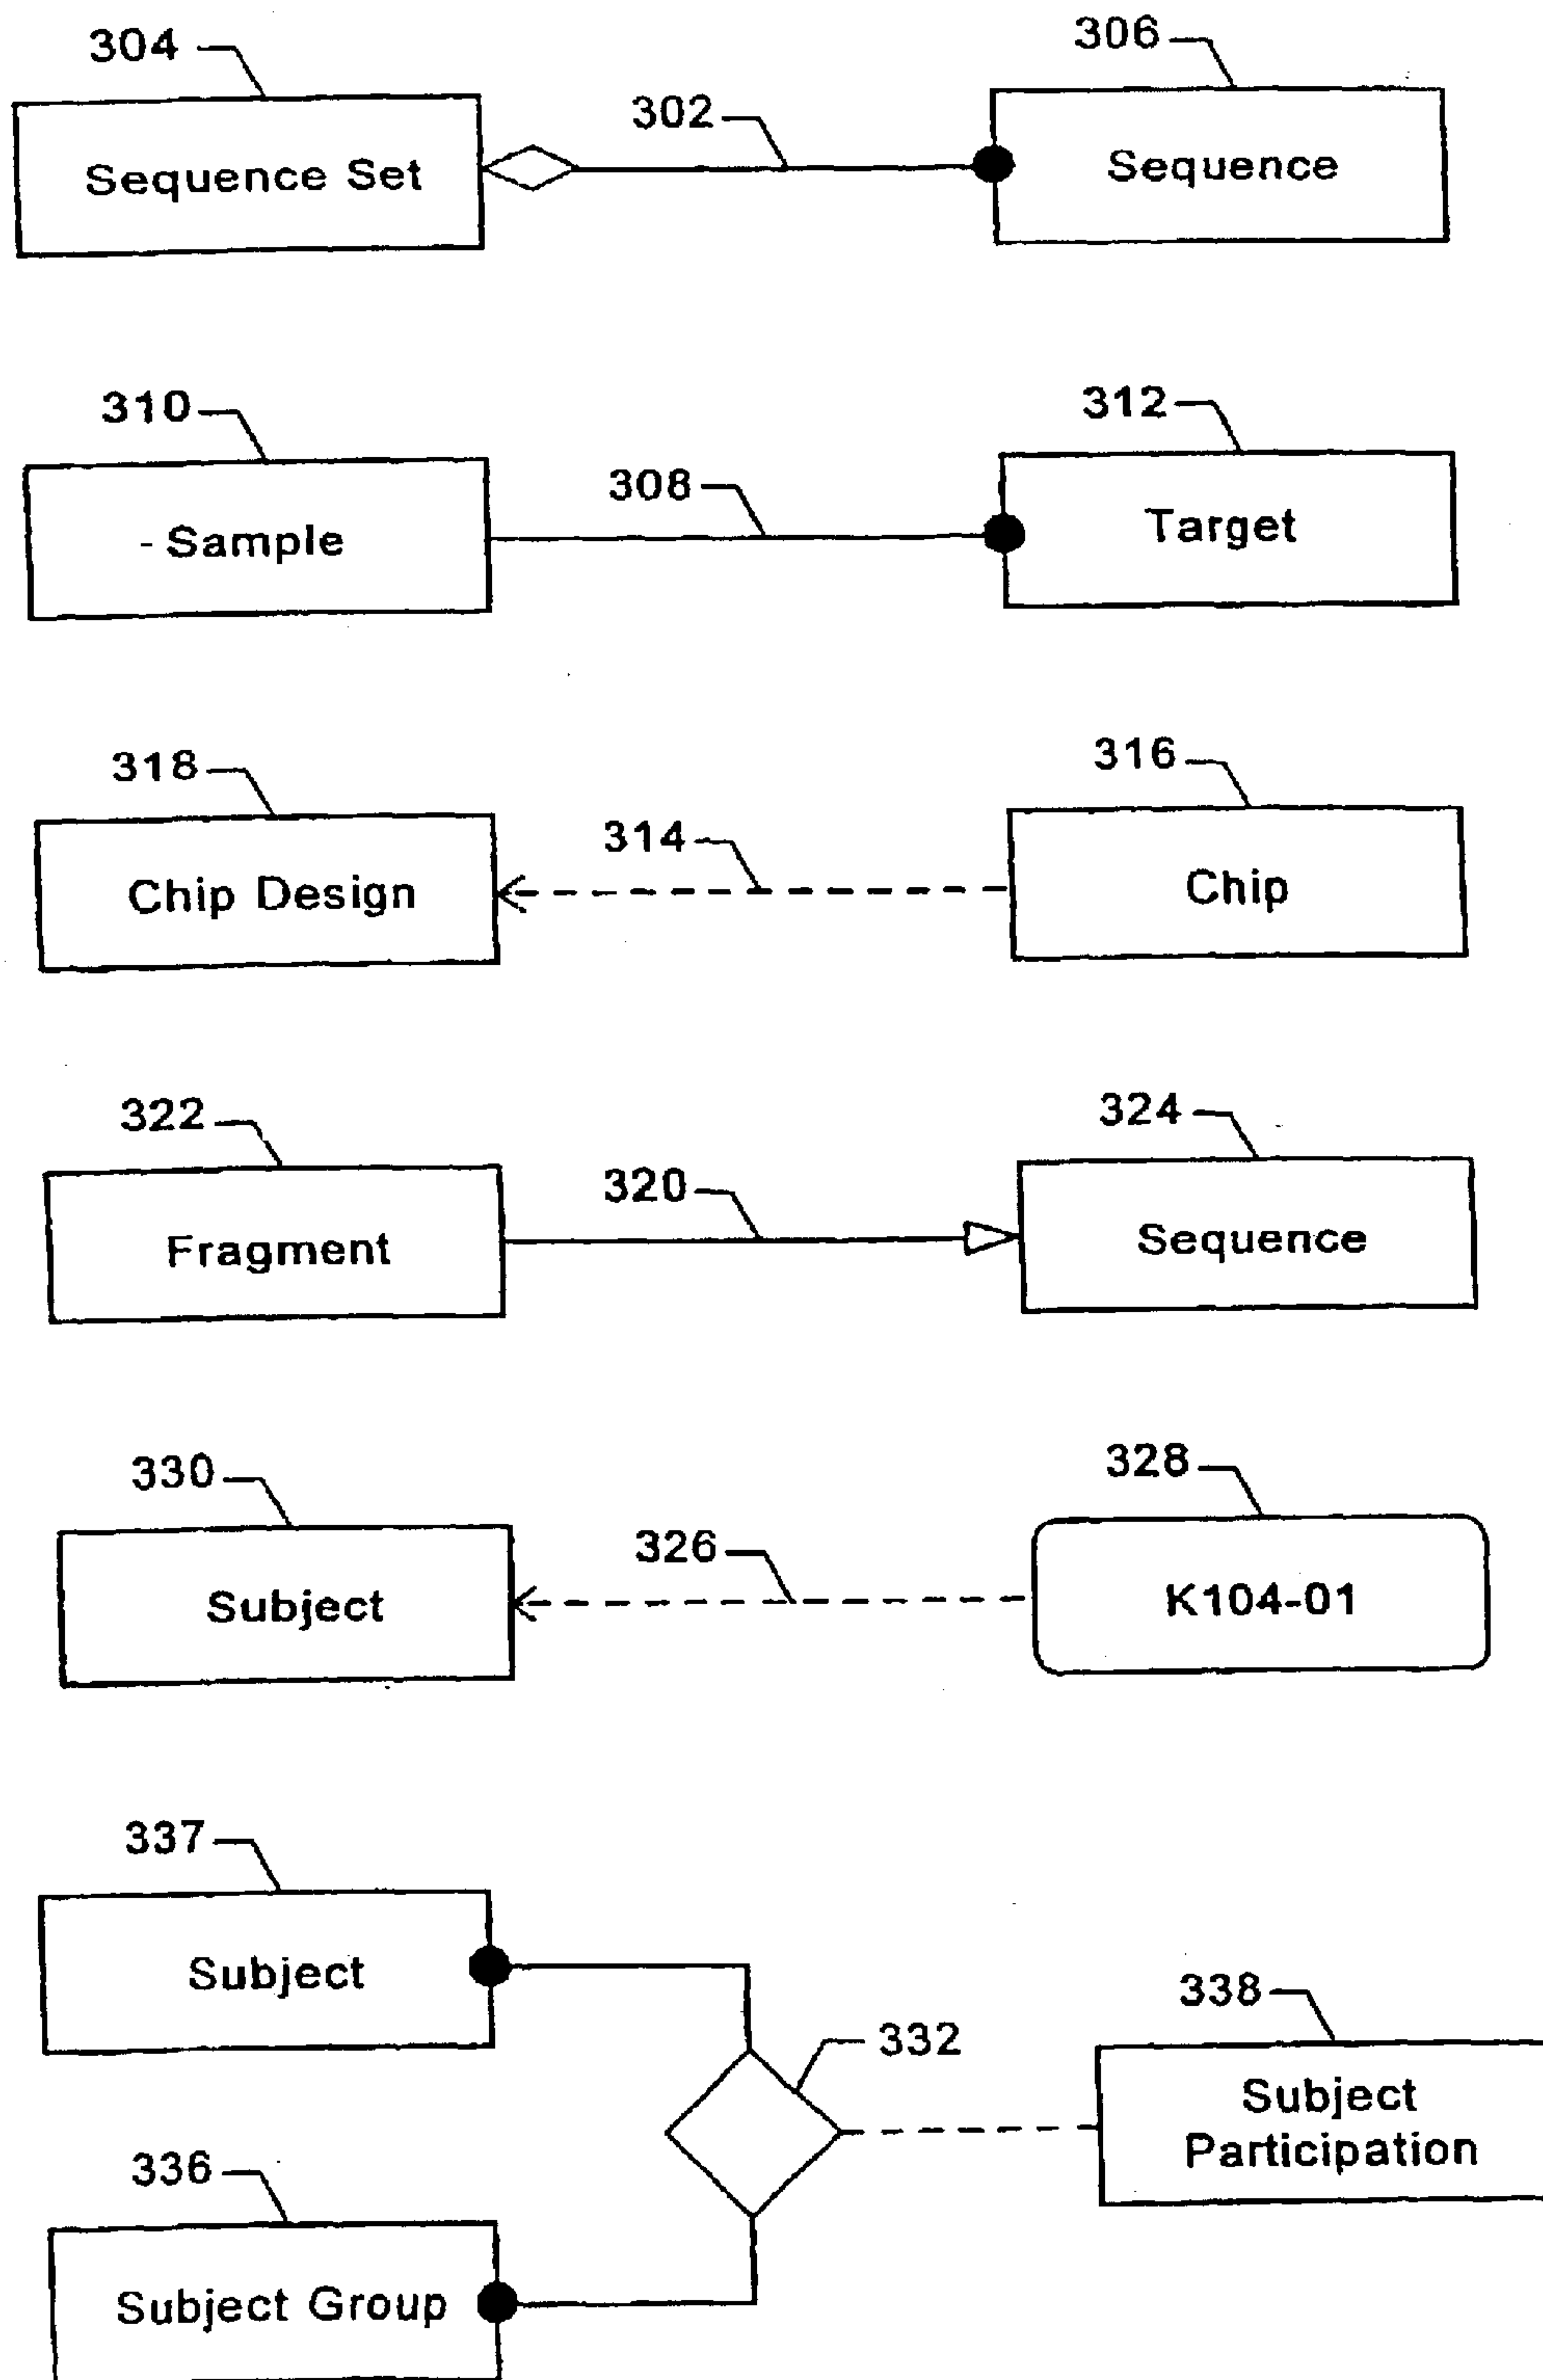 304
306
302
Sequence Set
Sequence
310
312
308
- Sample
Target
318
316
314
Chip Design
Chip
322
324
320
Fragment
Sequence
330
328
326
Subject
K104-01
337
Subject
338
332
Subject
Participation
336
Subject Group